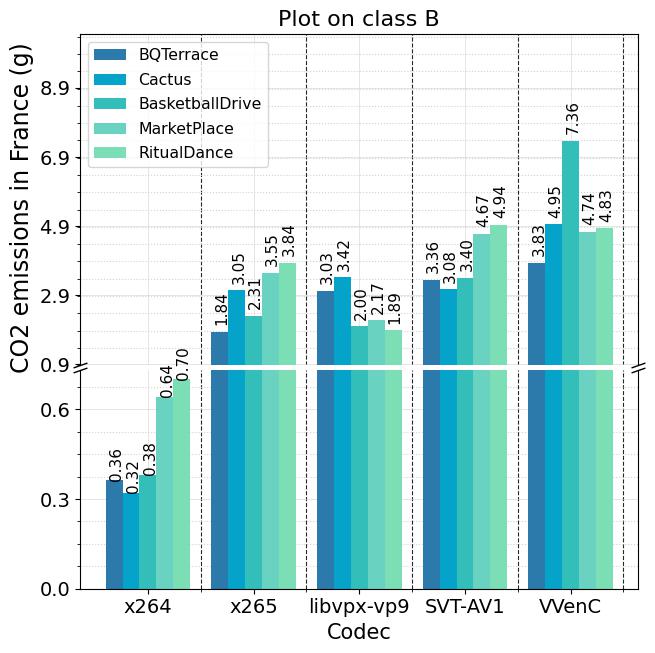 Plot on class B
CO2 emissions in France (g)
8.9
6.9
4.9
2.9
0.9
0.6
0.3
0.0
BQTerrace
Cactus
BasketballDrive
MarketPlace
RitualDance
0.36
0.32
0.38
0.64
0.70
1.84
3.05
2.31
3.55
3.84
3.03
3.42
2.00
2.17
1.89
3.36
3.08
3.40
4.67
4.94
3.83
4.95
7.36
4.74
4.83
x264
x265
libvpx-vp9
SVT-AV1
VVenC
Codec